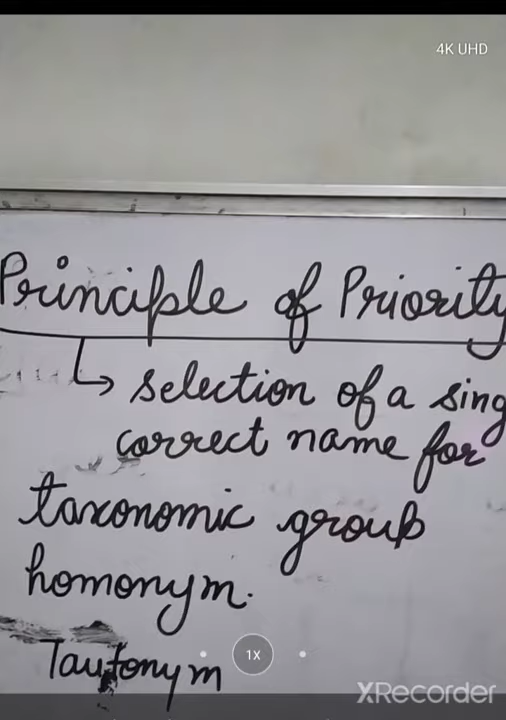 4K UHD
Principle of Priority
selection of a sing
correct name for
taxonomic group
homonym.
Tautonym
1X
XRecorder